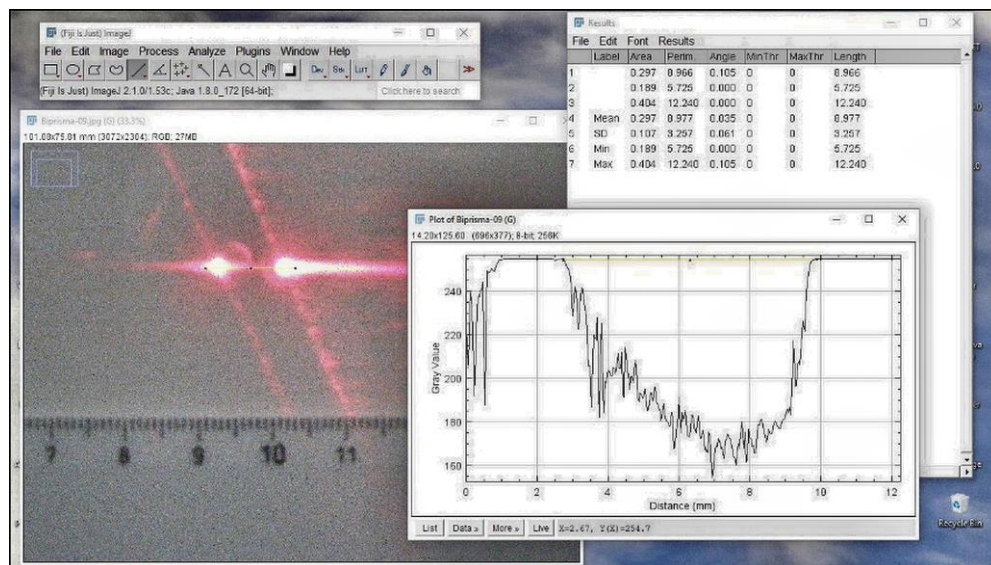 (Fiji Is Just) ImageJ
File Edit Image Process Analyze Plugins Window Help
Dev. Stk LUT
(Fiji Is Just) ImageJ 2.1.0/1.53c; Java 1.8.0_172 [64-bit];
Click here to search
Biprisma-09.jpg (G) (33.3%)
7 8 9 10 11
Results
File Edit Font Results
Label Area Perim. Angle MinThr MaxThr Length
1 0.297 8.966 0.105 0 0 8.966
2 0.189 5.725 0.000 0 0 5.725
3 0.404 12.240 0.000 0 0 12.240
4 Mean 0.297 8.977 0.035 0 0 8.977
5 SD 0.107 3.257 0.061 0 0 3.257
6 Min 0.189 5.725 0.000 0 0 5.725
7 Max 0.404 12.240 0.105 0 0 12.240
Plot of Biprisma-09 (G)
14.20x125.60 (696x377); 8-bit; 256K
240
220
200
180
160
Gray Value
0 2 4 6 8 10 12
Distance (mm)
List Data » More » Live X=2.67, Y(X)=254.7
Recycle Bin